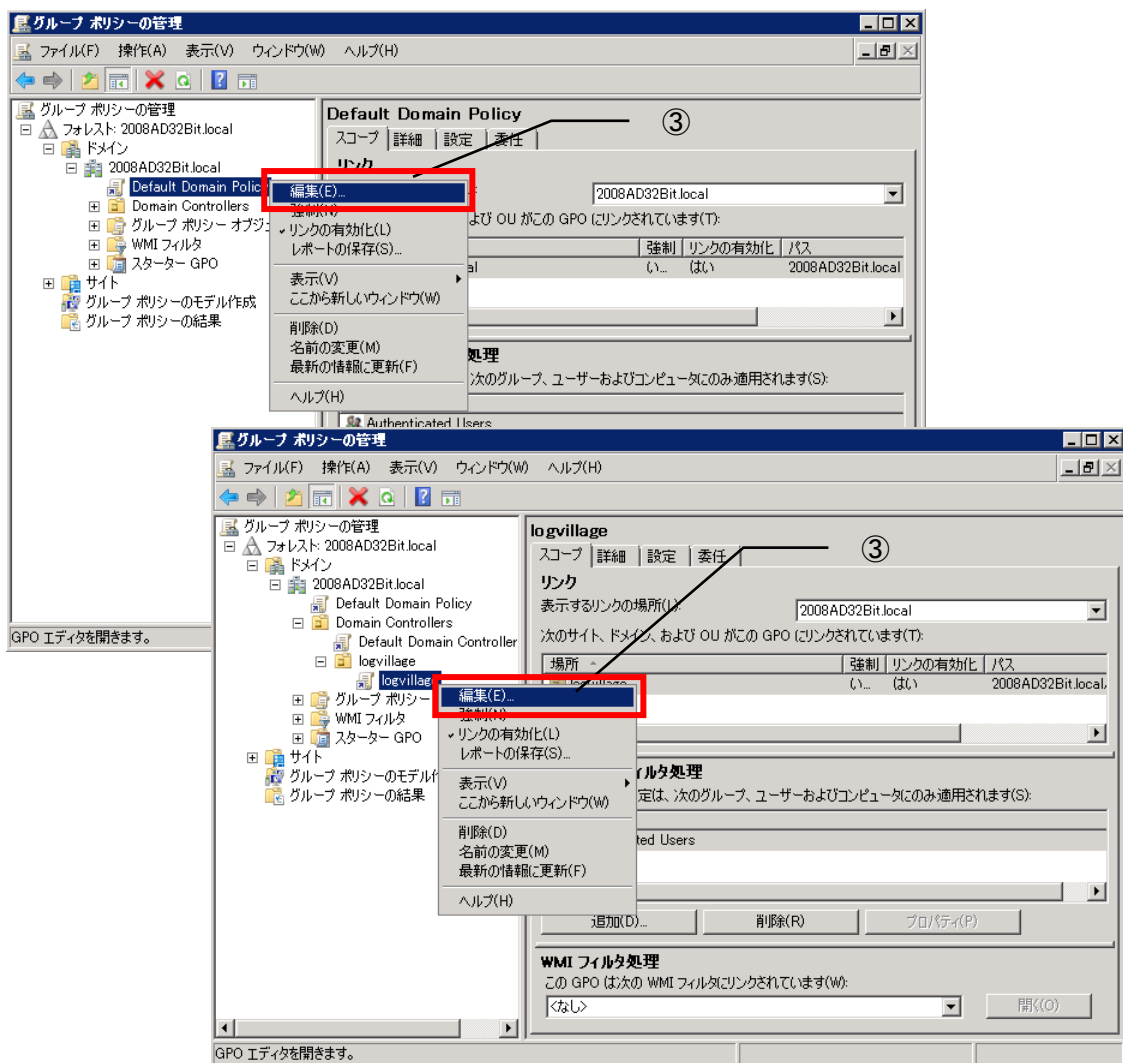 グループ ポリシーの管理
ファイル(F) 操作(A) 表示(V) ウィンドウ(W) ヘルプ(H)
グループ ポリシーの管理
フォレスト: 2008AD32Bit.local
ドメイン
2008AD32Bit.local
Default Domain Policy
Domain Controllers
グループ ポリシー オブジェ
WMI フィルタ
スターター GPO
サイト
グループ ポリシーのモデル作成
グループ ポリシーの結果
Default Domain Policy
③
スコープ 詳細 設定 委任
リンク
2008AD32Bit.local
および OU がこの GPO にリンクされています(T):
強制 リンクの有効化 パス
い... はい 2008AD32Bit.local
処理
次のグループ、ユーザーおよびコンピュータにのみ適用されます(S):
Authenticated Users
編集(E)...
強制(N)
リンクの有効化(L)
レポートの保存(S)...
表示(V)
ここから新しいウィンドウ(W)
削除(D)
名前の変更(M)
最新の情報に更新(F)
ヘルプ(H)
GPO エディタを開きます。
グループ ポリシーの管理
ファイル(F) 操作(A) 表示(V) ウィンドウ(W) ヘルプ(H)
グループ ポリシーの管理
フォレスト: 2008AD32Bit.local
ドメイン
2008AD32Bit.local
Default Domain Policy
Domain Controllers
Default Domain Controller
logvillage
logvillage
グループ ポリシー
WMI フィルタ
スターター GPO
サイト
グループ ポリシーのモデル作
グループ ポリシーの結果
logvillage
③
スコープ 詳細 設定 委任
リンク
表示するリンクの場所(L):
2008AD32Bit.local
次のサイト、ドメイン、および OU がこの GPO にリンクされています(T):
場所 強制 リンクの有効化 パス
logvillage い... はい 2008AD32Bit.local/
編集(E)...
強制(N)
リンクの有効化(L)
レポートの保存(S)...
表示(V)
ここから新しいウィンドウ(W)
削除(D)
名前の変更(M)
最新の情報に更新(F)
ヘルプ(H)
ィルタ処理
定は、次のグループ、ユーザーおよびコンピュータにのみ適用されます(S):
ted Users
追加(D)... 削除(R) プロパティ(P)
WMI フィルタ処理
この GPO は次の WMI フィルタにリンクされています(W):
<なし> 開く(O)
GPO エディタを開きます。